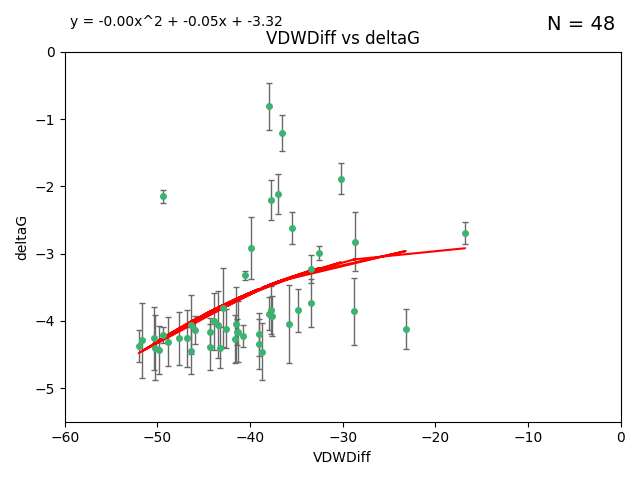 y = -0.00x^2 + -0.05x + -3.32
N = 48
VDWDiff vs deltaG
0
−1
−2
−3
−4
−5
deltaG
−60 −50 −40 −30 −20 −10 0
VDWDiff